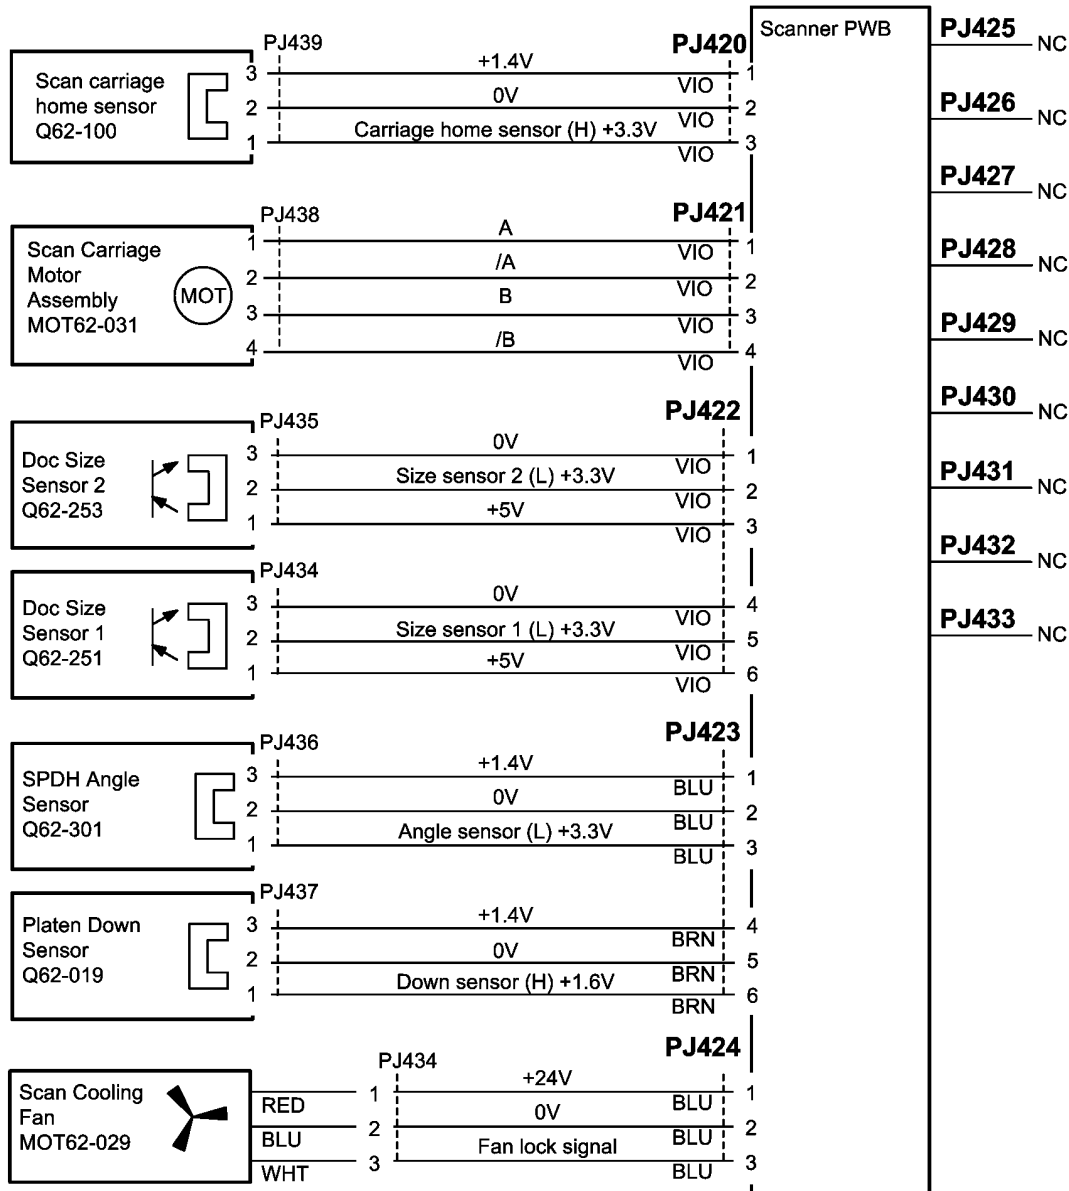 PJ439
PJ420
Scanner PWB
PJ425
NC
Scan carriage
home sensor
Q62-100
3 +1.4V VIO 1
2 0V VIO 2
1 Carriage home sensor (H) +3.3V VIO 3
PJ426
NC
PJ427
NC
PJ438
PJ421
Scan Carriage
Motor
Assembly
MOT62-031
MOT
1 A VIO 1
2 /A VIO 2
3 B VIO 3
4 /B VIO 4
PJ428
NC
PJ429
NC
PJ430
NC
PJ435
PJ422
Doc Size
Sensor 2
Q62-253
3 0V VIO 1
2 Size sensor 2 (L) +3.3V VIO 2
1 +5V VIO 3
PJ431
NC
PJ432
NC
PJ434
Doc Size
Sensor 1
Q62-251
3 0V VIO 4
2 Size sensor 1 (L) +3.3V VIO 5
1 +5V VIO 6
PJ433
NC
PJ436
PJ423
SPDH Angle
Sensor
Q62-301
3 +1.4V BLU 1
2 0V BLU 2
1 Angle sensor (L) +3.3V BLU 3
PJ437
Platen Down
Sensor
Q62-019
3 +1.4V BRN 4
2 0V BRN 5
1 Down sensor (H) +1.6V BRN 6
PJ434
PJ424
Scan Cooling
Fan
MOT62-029
RED 1 +24V BLU 1
BLU 2 0V BLU 2
WHT 3 Fan lock signal BLU 3